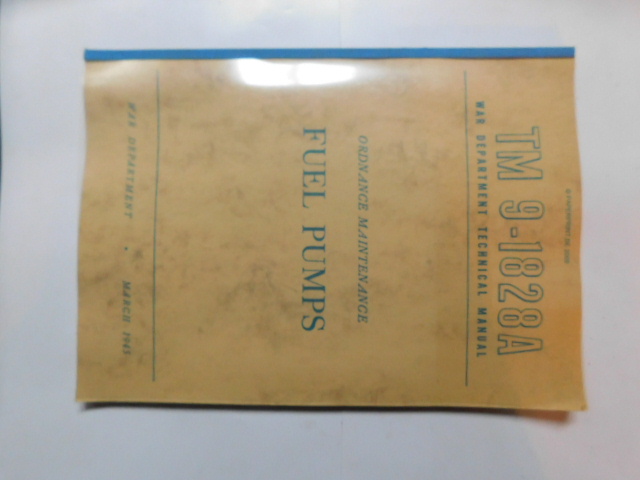 TM 9-1828A
WAR DEPARTMENT TECHNICAL MANUAL
ORDNANCE MAINTENANCE
FUEL PUMPS
WAR DEPARTMENT • MARCH 1945